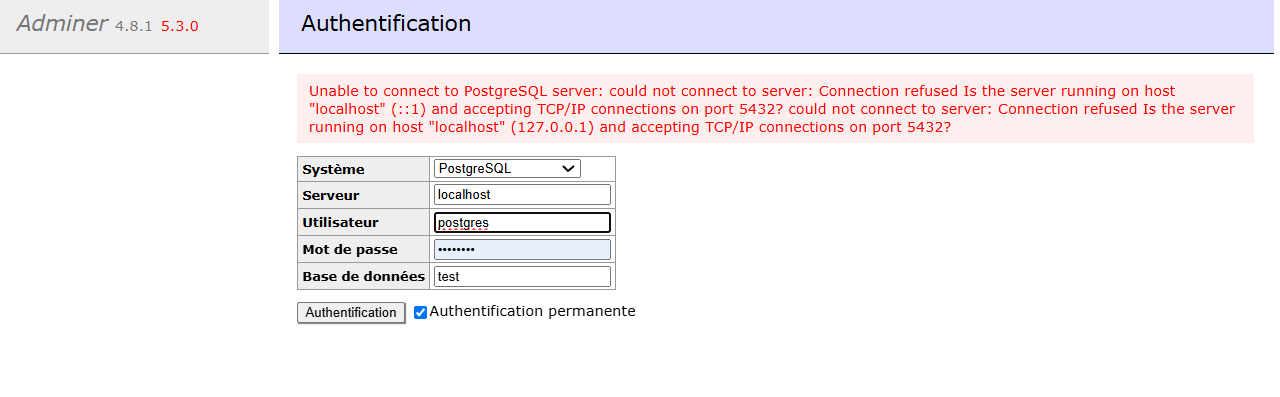 Adminer 4.8.1 5.3.0
Authentification
Unable to connect to PostgreSQL server: could not connect to server: Connection refused Is the server running on host
"localhost" (::1) and accepting TCP/IP connections on port 5432? could not connect to server: Connection refused Is the server
running on host "localhost" (127.0.0.1) and accepting TCP/IP connections on port 5432?
Système PostgreSQL
Serveur localhost
Utilisateur postgres
Mot de passe ••••••••
Base de données test
Authentification Authentification permanente